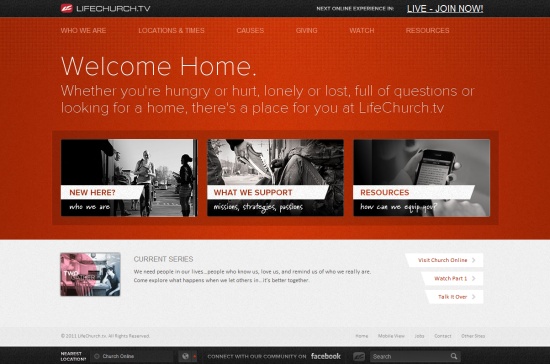 LIFECHURCH.TV
NEXT ONLINE EXPERIENCE IN: LIVE - JOIN NOW!
WHO WE ARE LOCATIONS & TIMES CAUSES GIVING WATCH RESOURCES
Welcome Home.
Whether you're hungry or hurt, lonely or lost, full of questions or
looking for a home, there's a place for you at LifeChurch.tv
NEW HERE?
who we are
WHAT WE SUPPORT
missions, strategies, passions
RESOURCES
how can we equip you?
TWO
CURRENT SERIES
We need people in our lives...people who know us, love us, and remind us of who we really are.
Come explore what happens when let others in...it's better together.
Visit Church Online
Watch Part 1
Talk It Over
© 2011 LifeChurch.tv. All Rights Reserved.
Home Mobile View Jobs Contact Other Sites
NEAREST
LOCATION?
Church Online
CONNECT WITH OUR COMMUNITY ON facebook
Search